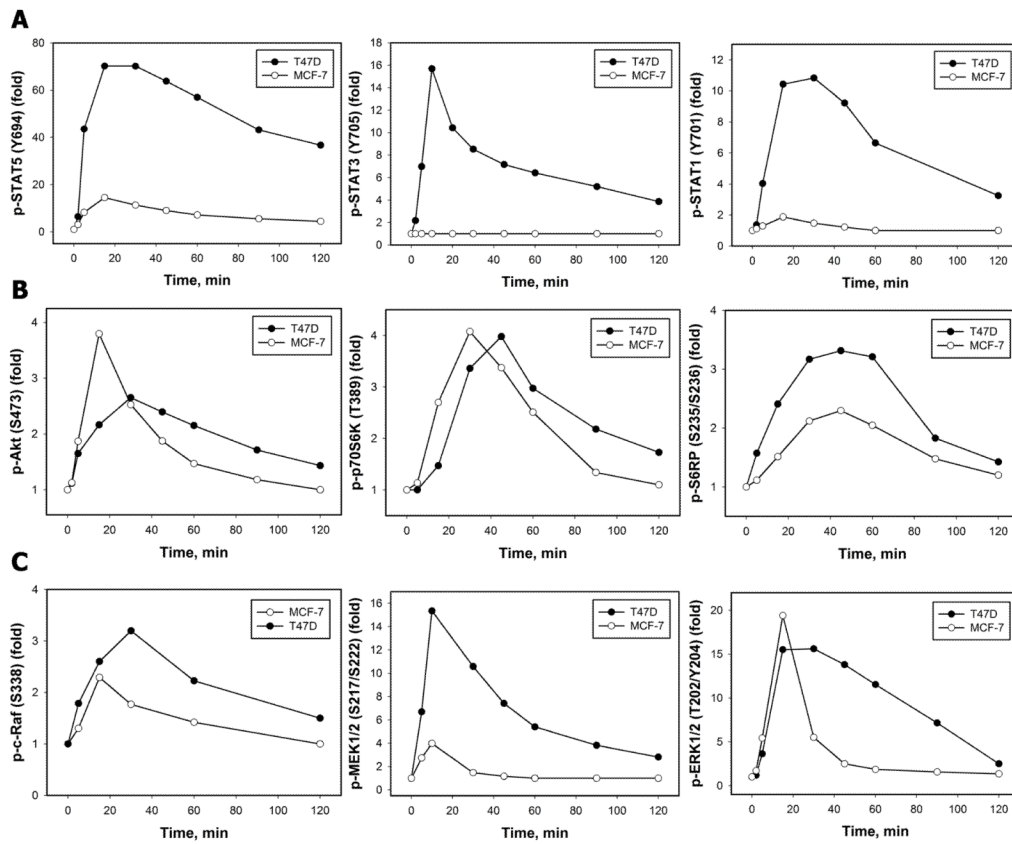 A
p-STAT5 (Y694) (fold)
80
60
40
20
0
T47D
MCF-7
0 20 40 60 80 100 120
Time, min
p-STAT3 (Y705) (fold)
18
16
14
12
10
8
6
4
2
0
T47D
MCF-7
0 20 40 60 80 100 120
Time, min
p-STAT1 (Y701) (fold)
12
10
8
6
4
2
0
T47D
MCF-7
0 20 40 60 80 100 120
Time, min
B
p-Akt (S473) (fold)
4
3
2
1
T47D
MCF-7
0 20 40 60 80 100 120
Time, min
p-p70S6K (T389) (fold)
4
3
2
1
T47D
MCF-7
0 20 40 60 80 100 120
Time, min
p-S6RP (S235/S236) (fold)
4
3
2
1
T47D
MCF-7
0 20 40 60 80 100 120
Time, min
C
p-c-Raf (S338) (fold)
4
3
2
1
0
MCF-7
T47D
0 20 40 60 80 100 120
Time, min
p-MEK1/2 (S217/S222) (fold)
16
14
12
10
8
6
4
2
0
T47D
MCF-7
0 20 40 60 80 100 120
Time, min
p-ERK1/2 (T202/Y204) (fold)
20
15
10
5
0
T47D
MCF-7
0 20 40 60 80 100 120
Time, min